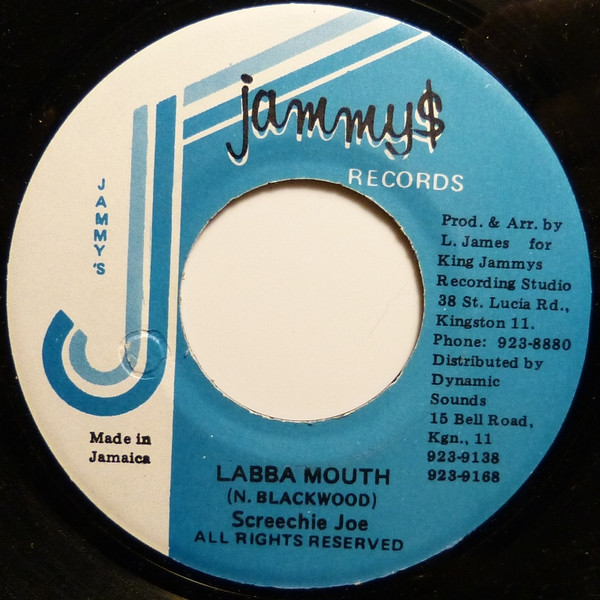 jammy$
RECORDS
JAMMY'S
Prod. & Arr. by
L. James for
King Jammys
Recording Studio
38 St. Lucia Rd.,
Kingston 11.
Phone: 923-8880
Distributed by
Dynamic
Sounds
15 Bell Road,
Kgn., 11
923-9138
923-9168
Made in
Jamaica
LABBA MOUTH
(N. BLACKWOOD)
Screechie Joe
ALL RIGHTS RESERVED